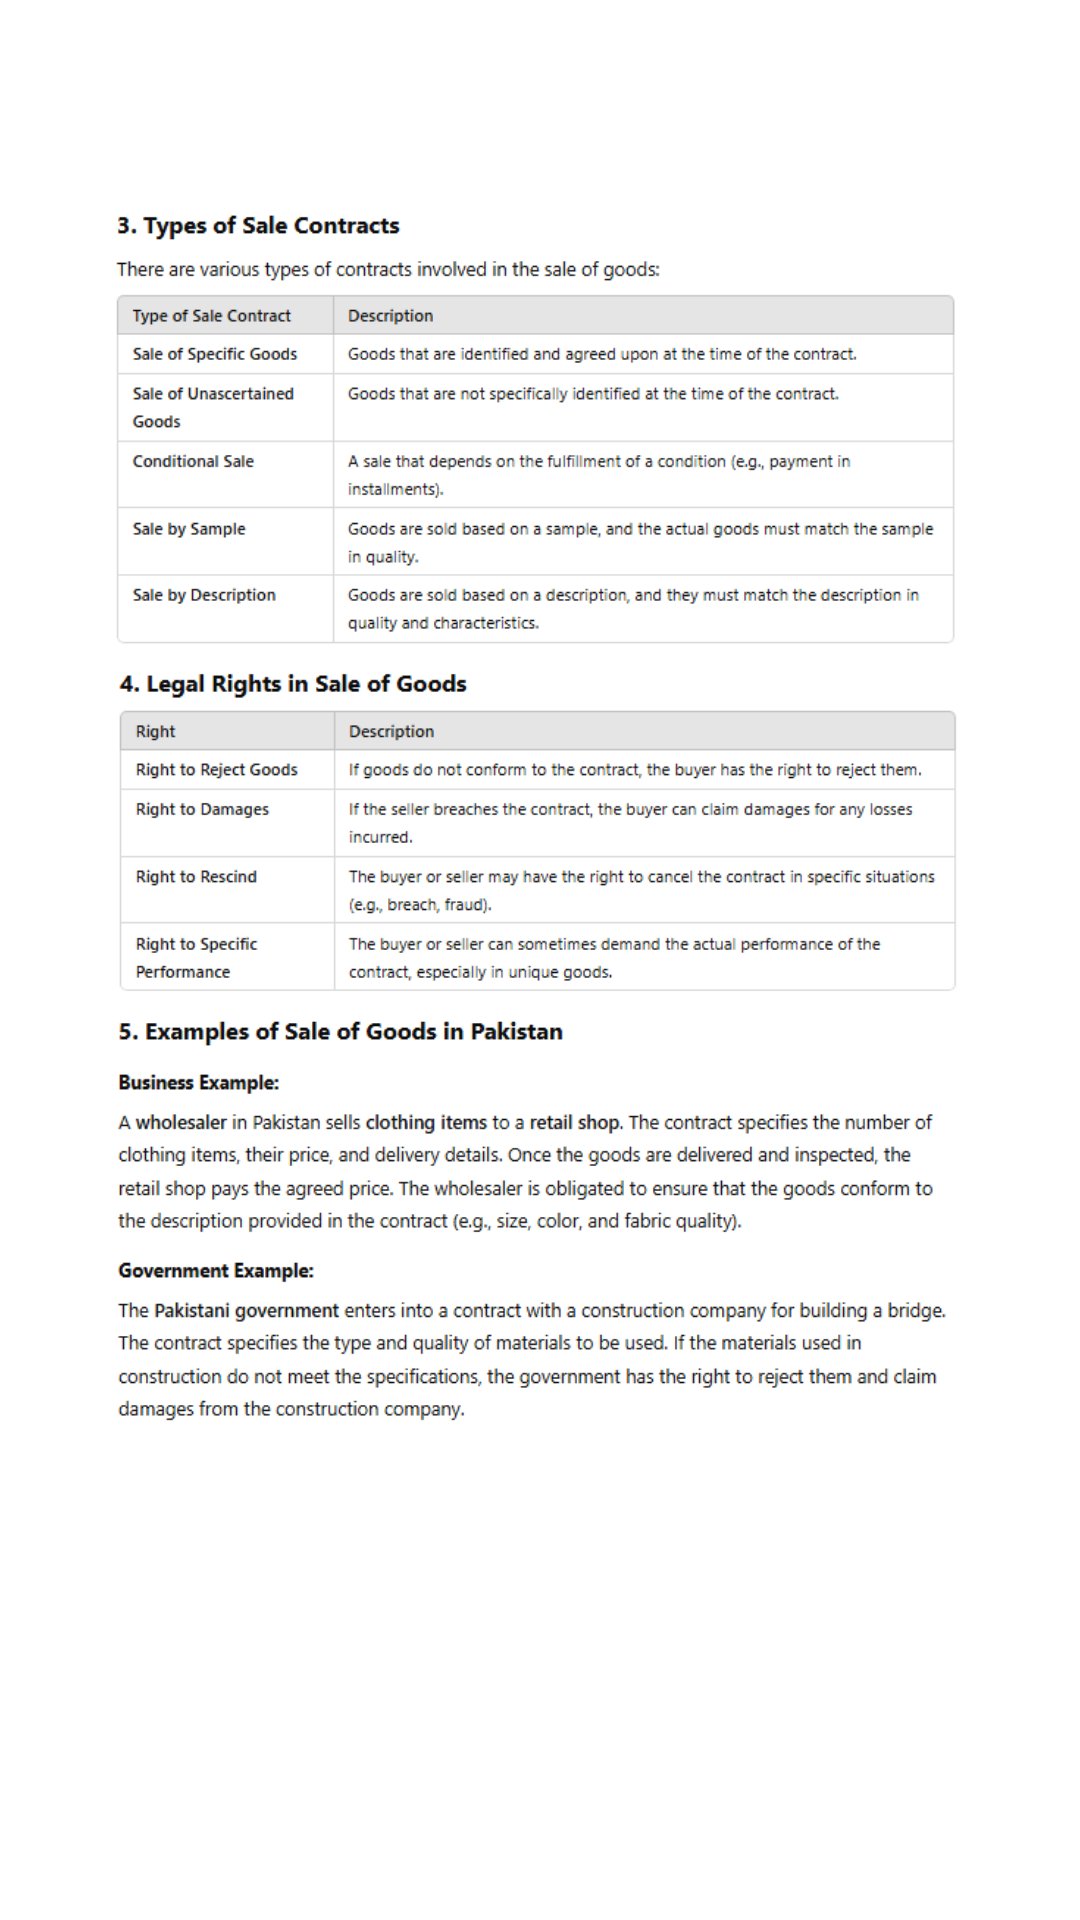 3. Types of Sale Contracts
There are various types of contracts involved in the sale of goods:
Type of Sale Contract Description
Sale of Specific Goods Goods that are identified and agreed upon at the time of the contract.
Sale of Unascertained Goods that are not specifically identified at the time of the contract.
Goods
Conditional Sale A sale that depends on the fulfillment of a condition (e.g., payment in
installments).
Sale by Sample Goods are sold based on a sample, and the actual goods must match the sample
in quality.
Sale by Description Goods are sold based on a description, and they must match the description in
quality and characteristics.
4. Legal Rights in Sale of Goods
Right Description
Right to Reject Goods If goods do not conform to the contract, the buyer has the right to reject them.
Right to Damages If the seller breaches the contract, the buyer can claim damages for any losses
incurred.
Right to Rescind The buyer or seller may have the right to cancel the contract in specific situations
(e.g., breach, fraud).
Right to Specific The buyer or seller can sometimes demand the actual performance of the
Performance contract, especially in unique goods.
5. Examples of Sale of Goods in Pakistan
Business Example:
A wholesaler in Pakistan sells clothing items to a retail shop. The contract specifies the number of
clothing items, their price, and delivery details. Once the goods are delivered and inspected, the
retail shop pays the agreed price. The wholesaler is obligated to ensure that the goods conform to
the description provided in the contract (e.g., size, color, and fabric quality).
Government Example:
The Pakistani government enters into a contract with a construction company for building a bridge.
The contract specifies the type and quality of materials to be used. If the materials used in
construction do not meet the specifications, the government has the right to reject them and claim
damages from the construction company.